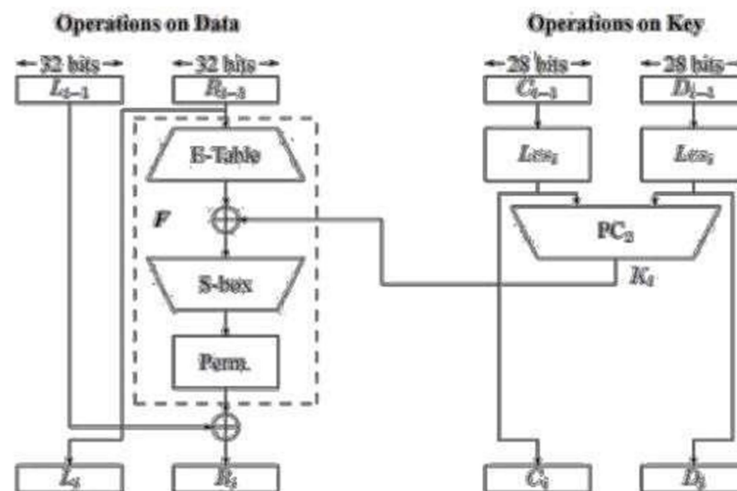 Operations on Data
Operations on Key
32 bits
32 bits
28 bits
28 bits
L_{i-1}
R_{i-1}
C_{i-1}
D_{i-1}
E-Table
F
PC_2
K_i
S-box
Perm.
L_i
R_i
C_i
D_i